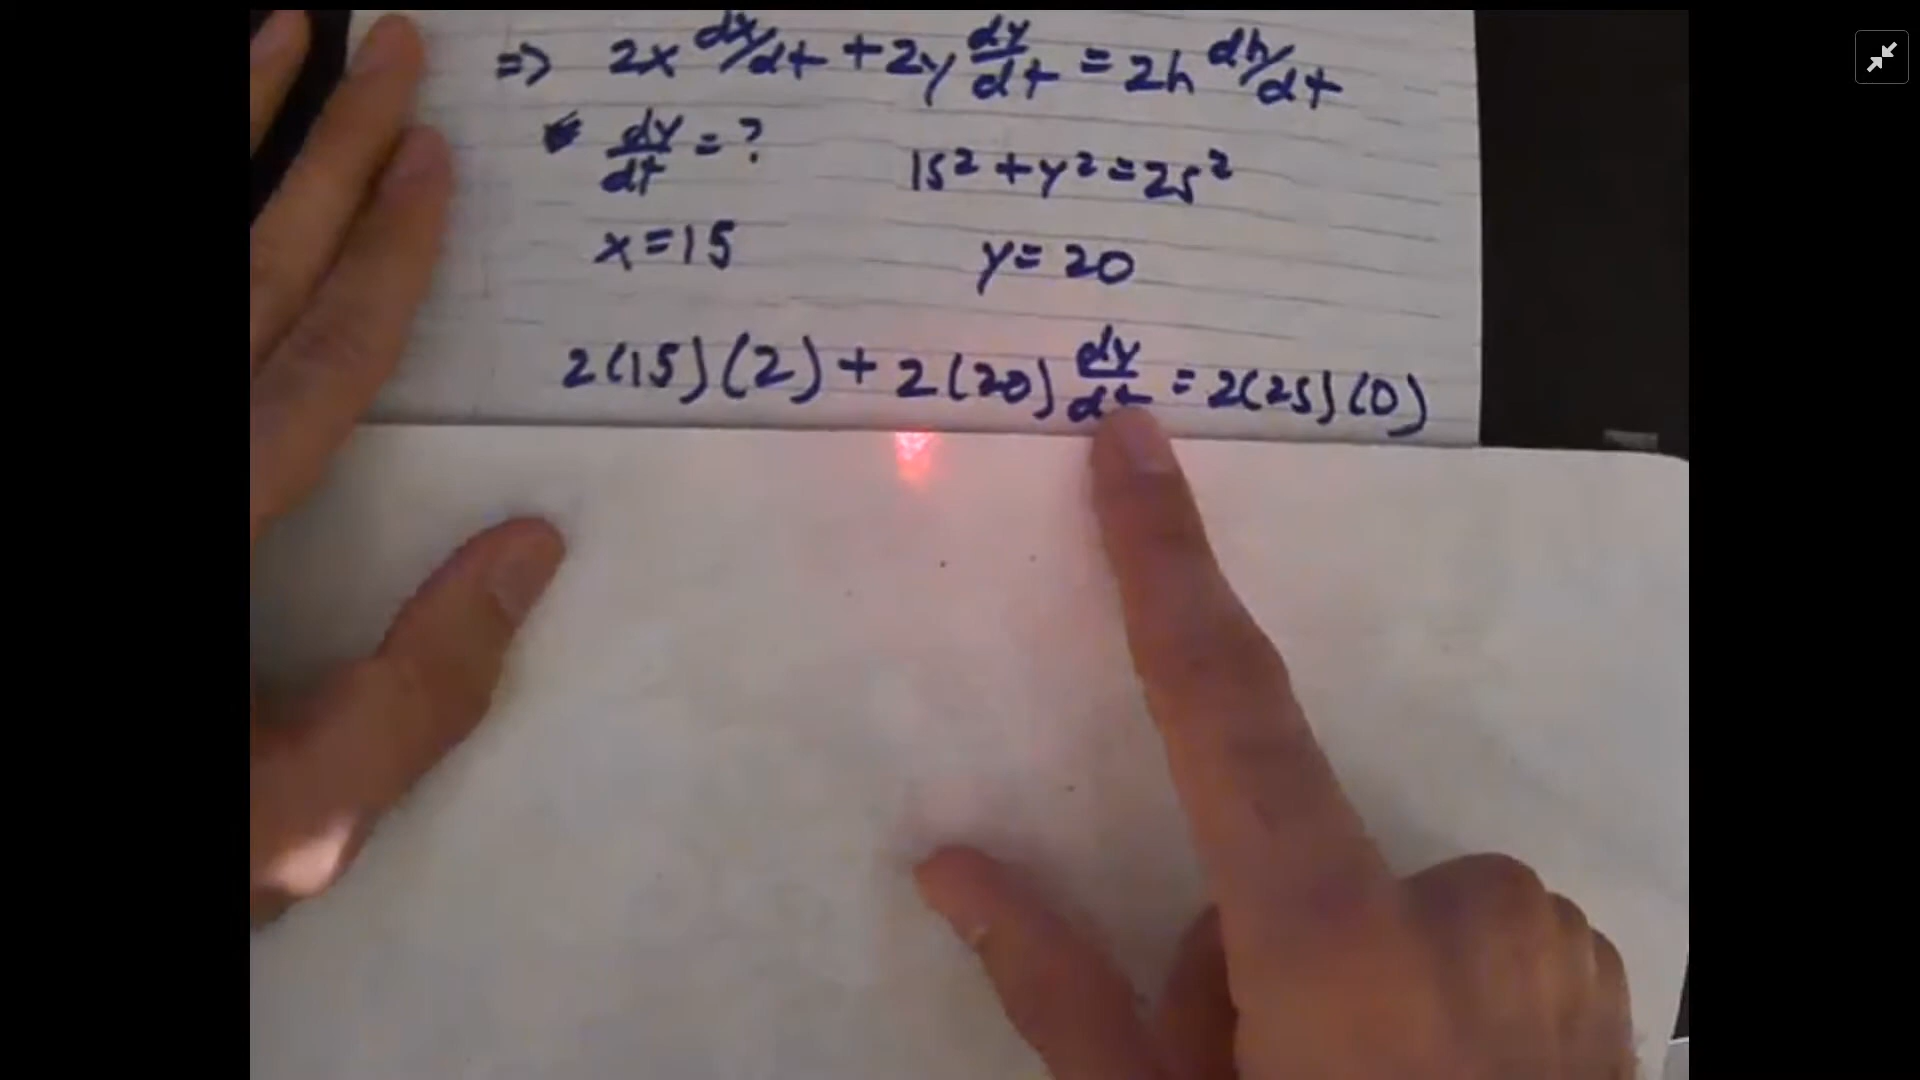 ⇒ 2x dx/dt + 2y dy/dt = 2h dh/dt
dy/dt = ? 15² + y² = 25²
x = 15 y = 20
2(15)(2) + 2(20) dy/dt = 2(25)(0)